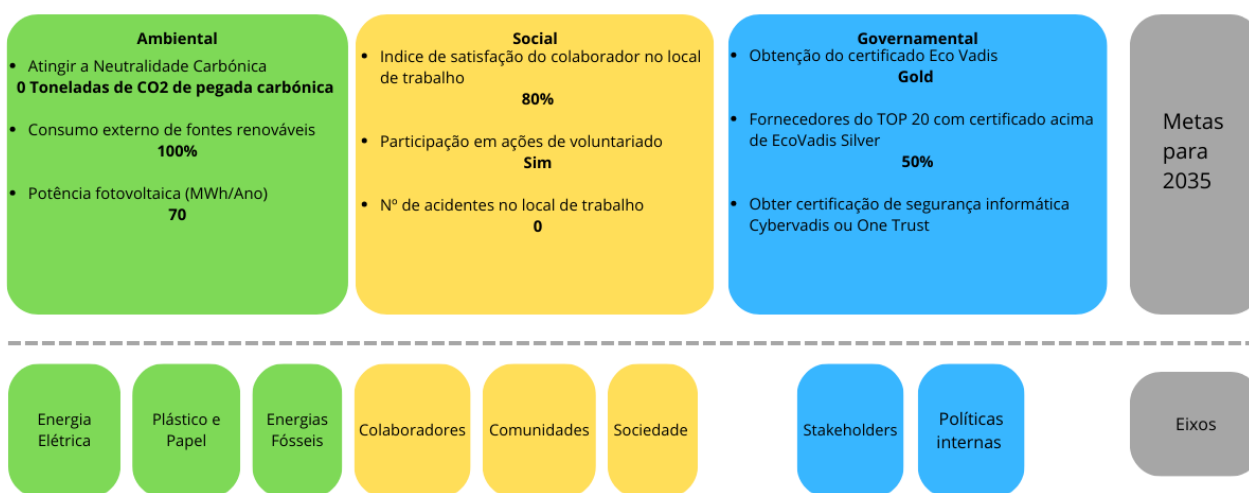 Ambiental
• Atingir a Neutralidade Carbónica
0 Toneladas de CO2 de pegada carbónica
• Consumo externo de fontes renováveis
100%
• Potência fotovoltaica (MWh/Ano)
70
Social
• Indice de satisfação do colaborador no local
de trabalho
80%
• Participação em ações de voluntariado
Sim
• Nº de acidentes no local de trabalho
0
Governamental
• Obtenção do certificado Eco Vadis
Gold
• Fornecedores do TOP 20 com certificado acima
de EcoVadis Silver
50%
• Obter certificação de segurança informática
Cybervadis ou One Trust
Metas
para
2035
Energia
Elétrica
Plástico e
Papel
Energias
Fósseis
Colaboradores
Comunidades
Sociedade
Stakeholders
Políticas
internas
Eixos